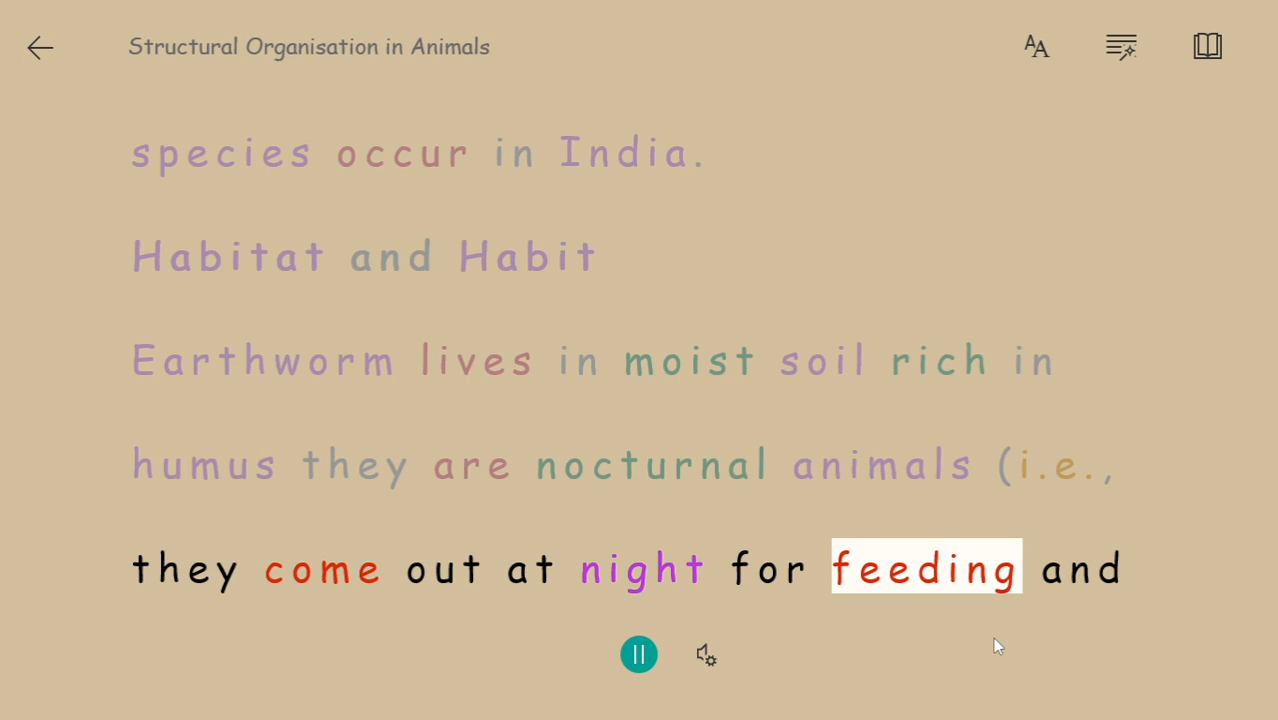 Structural Organisation in Animals
species occur in India.
Habitat and Habit
Earthworm lives in moist soil rich in
humus they are nocturnal animals (i.e.,
they come out at night for feeding and